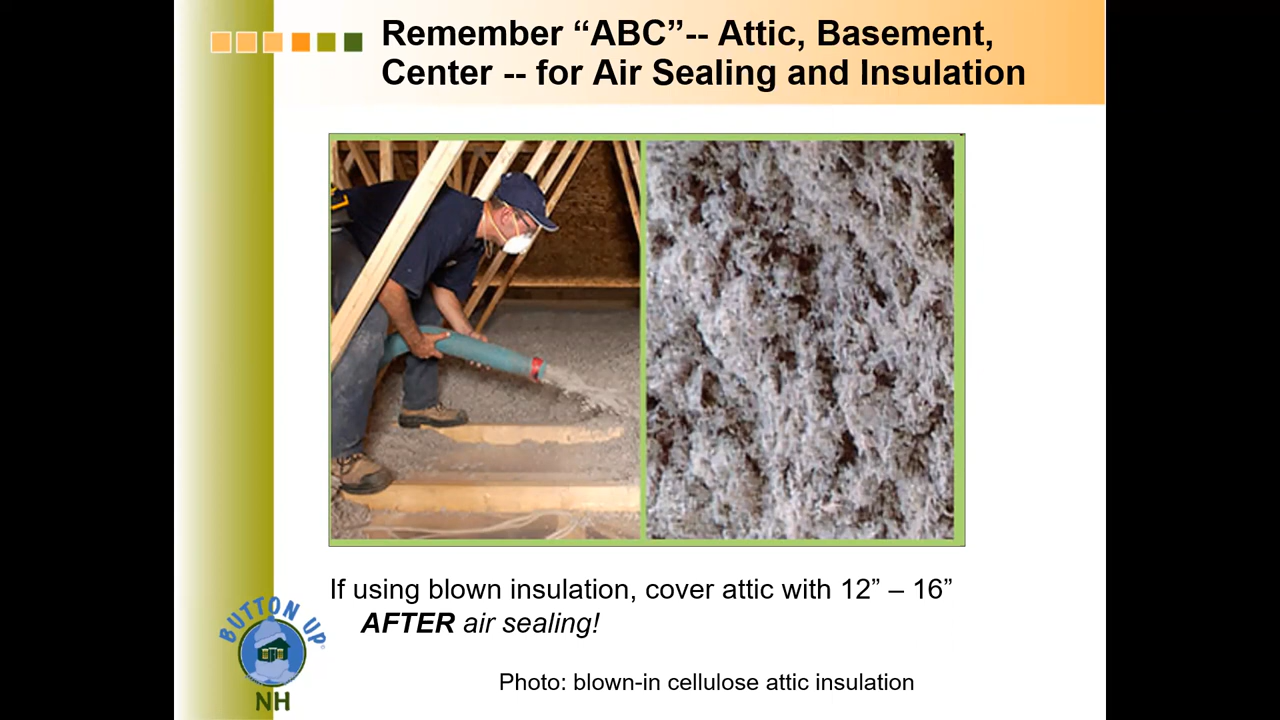 Remember “ABC”-- Attic, Basement,
Center -- for Air Sealing and Insulation
If using blown insulation, cover attic with 12” – 16”
AFTER air sealing!
BUTTON UP
NH
Photo: blown-in cellulose attic insulation